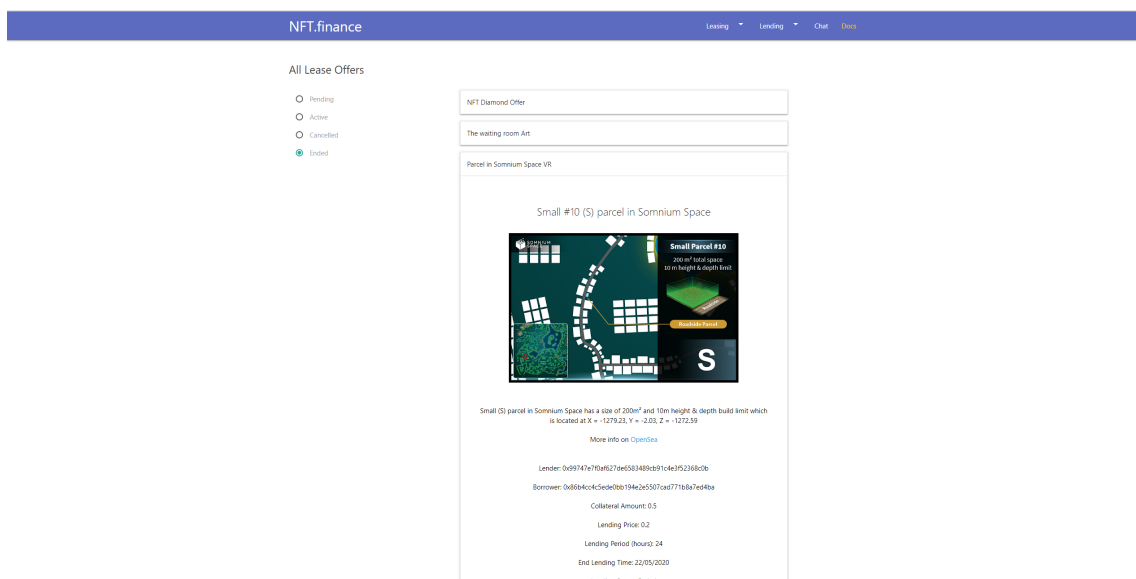 NFT.finance
Leasing
Lending
Chat
Docs
All Lease Offers
Pending
Active
Cancelled
Ended
NFT Diamond Offer
The waiting room Art
Parcel in Somnium Space VR
Small #10 (S) parcel in Somnium Space
SOMNIUM
SPACE
Small Parcel #10
200 m² total space
10 m height & depth limit
Roadside
Roadside Parcel
S
Small (S) parcel in Somnium Space has a size of 200m² and 10m height & depth build limit which
is located at X = -1279.23, Y = -2.03, Z = -1272.59
More info on OpenSea
Lender: 0x99747e7f0af627de6583489cb91c4e3f52368c0b
Borrower: 0x86b4cc4c5ede0bb194e2e5507cad771b8a7ed4ba
Collateral Amount: 0.5
Lending Price: 0.2
Lending Period (hours): 24
End Lending Time: 22/05/2020